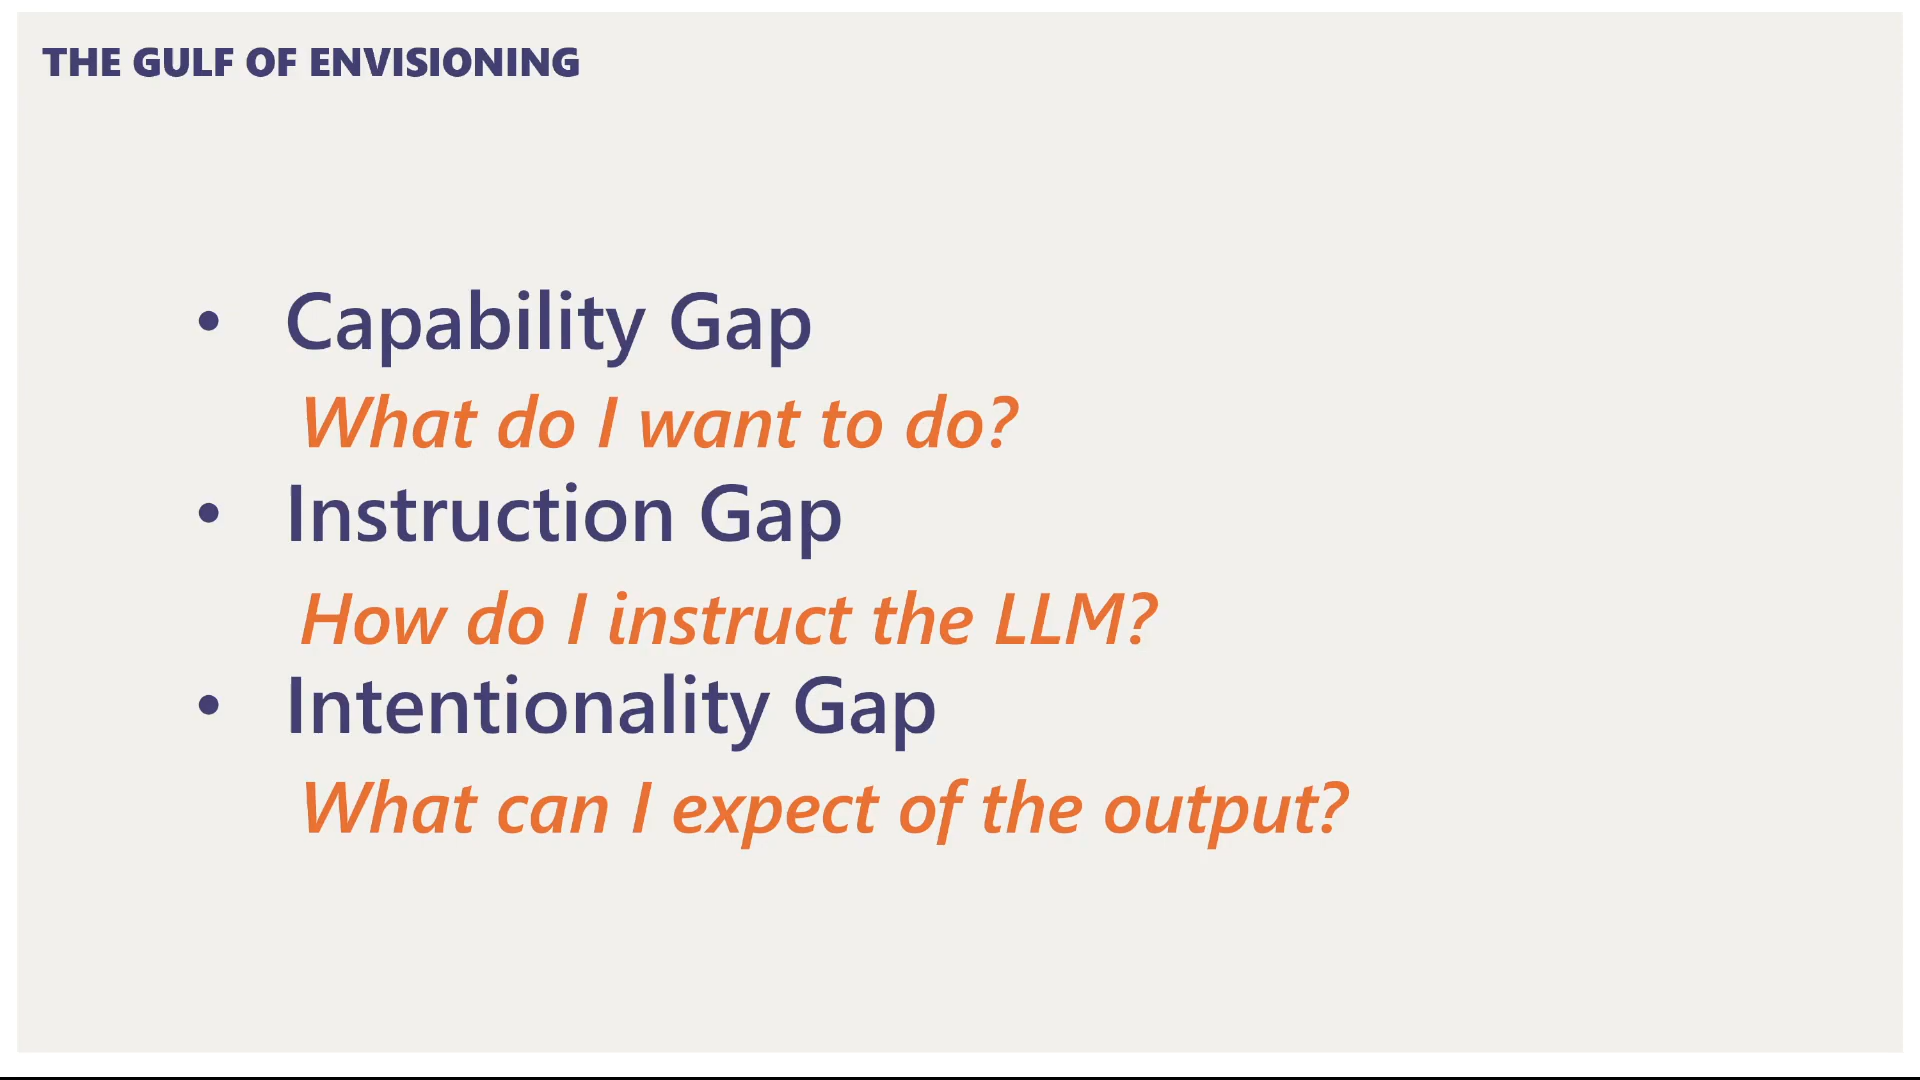 THE GULF OF ENVISIONING
• Capability Gap
What do I want to do?
• Instruction Gap
How do I instruct the LLM?
• Intentionality Gap
What can I expect of the output?